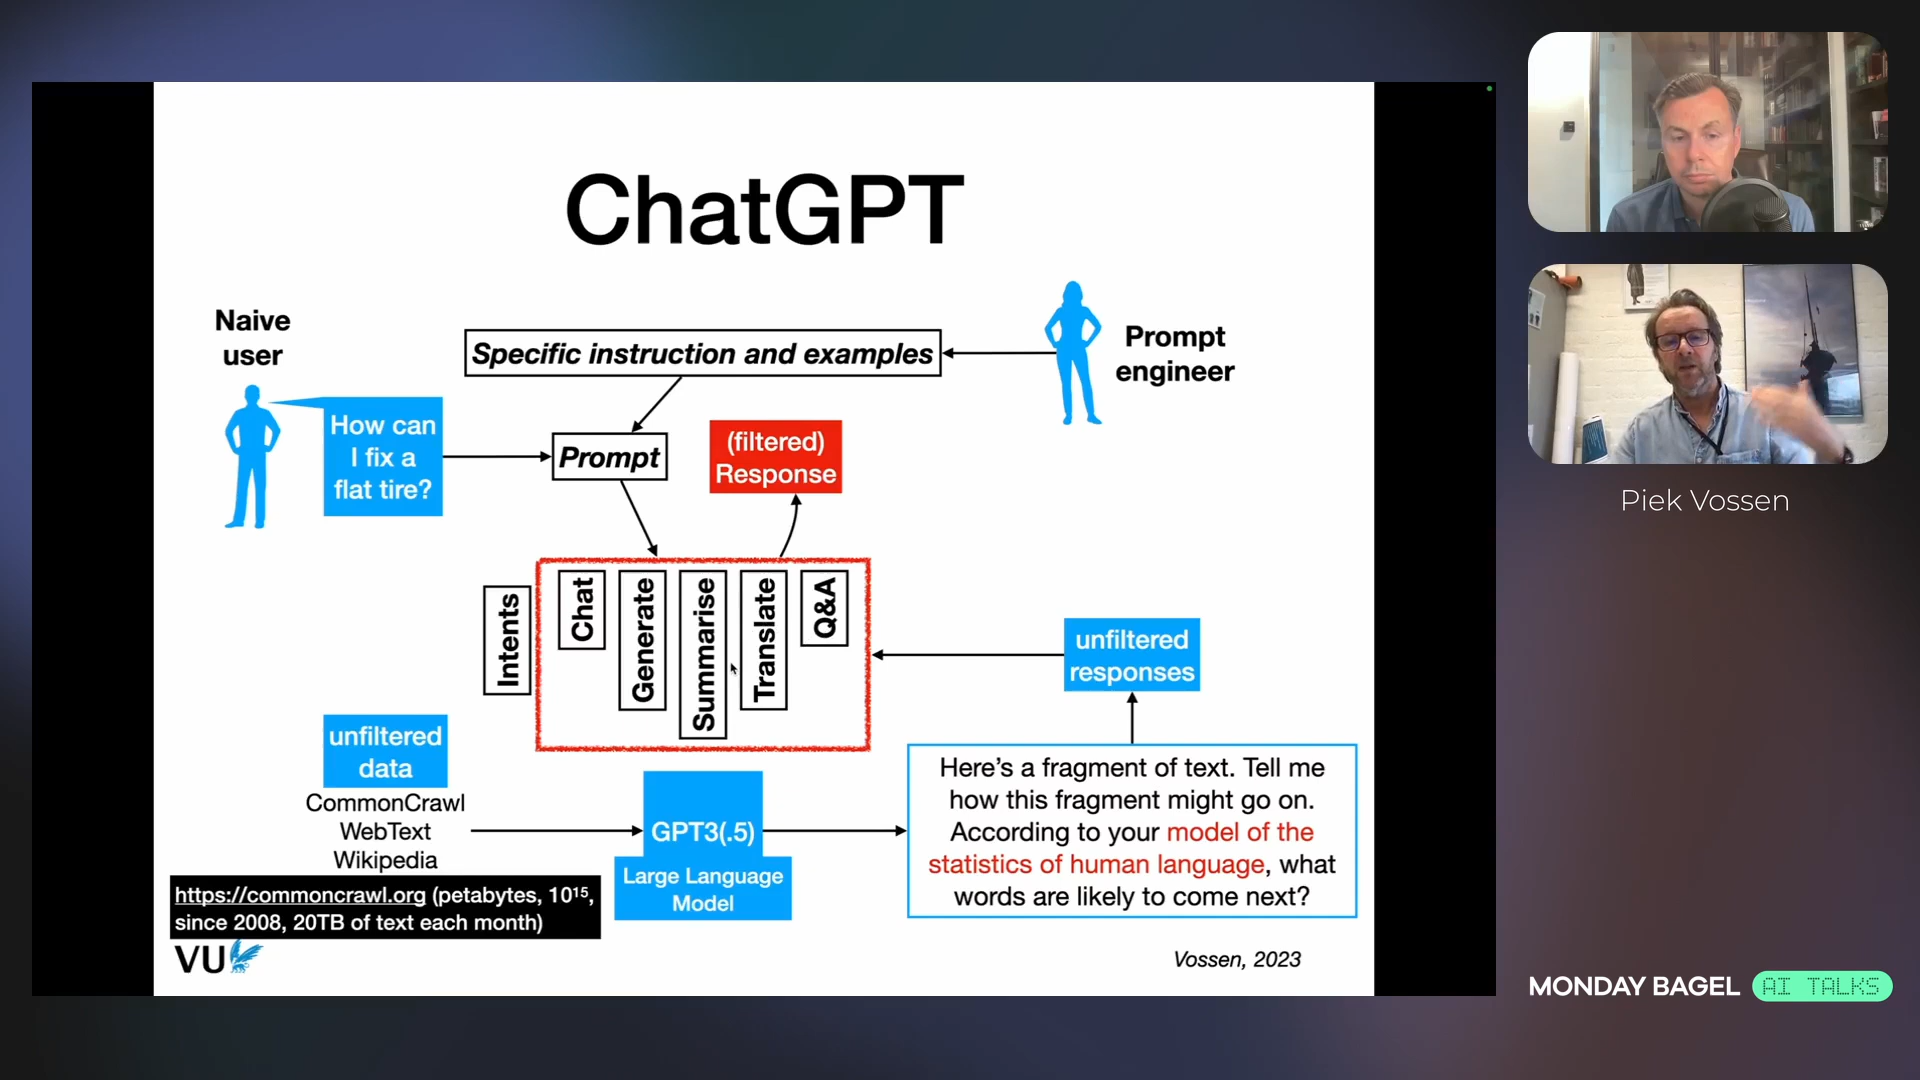 ChatGPT
Naive
user
Specific instruction and examples
Prompt
engineer
How can
I fix a
flat tire?
Prompt
(filtered)
Response
Intents
Chat
Generate
Summarise
Translate
Q&A
unfiltered
responses
unfiltered
data
CommonCrawl
WebText
Wikipedia
https://commoncrawl.org (petabytes, 10¹⁵,
since 2008, 20TB of text each month)
GPT3(.5)
Large Language
Model
Here's a fragment of text. Tell me
how this fragment might go on.
According to your model of the
statistics of human language, what
words are likely to come next?
VU
Vossen, 2023
Piek Vossen
MONDAY BAGEL AI TALKS